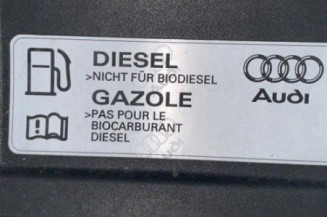 DIESEL
>NICHT FÜR BIODIESEL
GAZOLE
>PAS POUR LE
BIOCARBURANT
DIESEL
Audi